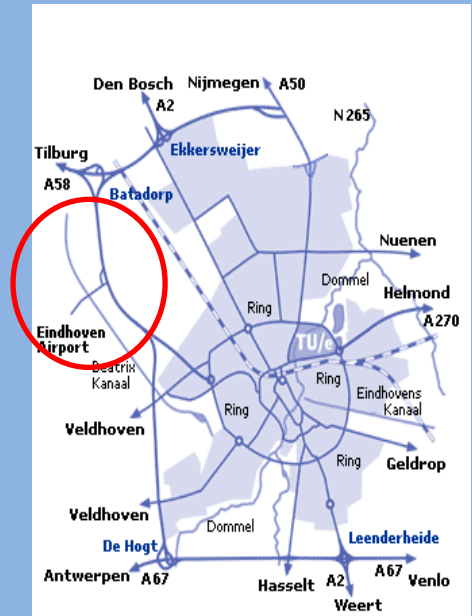 Den Bosch
Nijmegen
A50
A2
N 265
Ekkersweijer
Tilburg
A58
Batadorp
Nuenen
Dommel
Helmond
Ring
A270
TU/e
Eindhoven
Airport
Beatrix
Kanaal
Ring
Eindhovens
Kanaal
Ring
Veldhoven
Ring
Geldrop
Veldhoven
Dommel
De Hogt
Leenderheide
Antwerpen
A67
Hasselt
A2
A67
Venlo
Weert